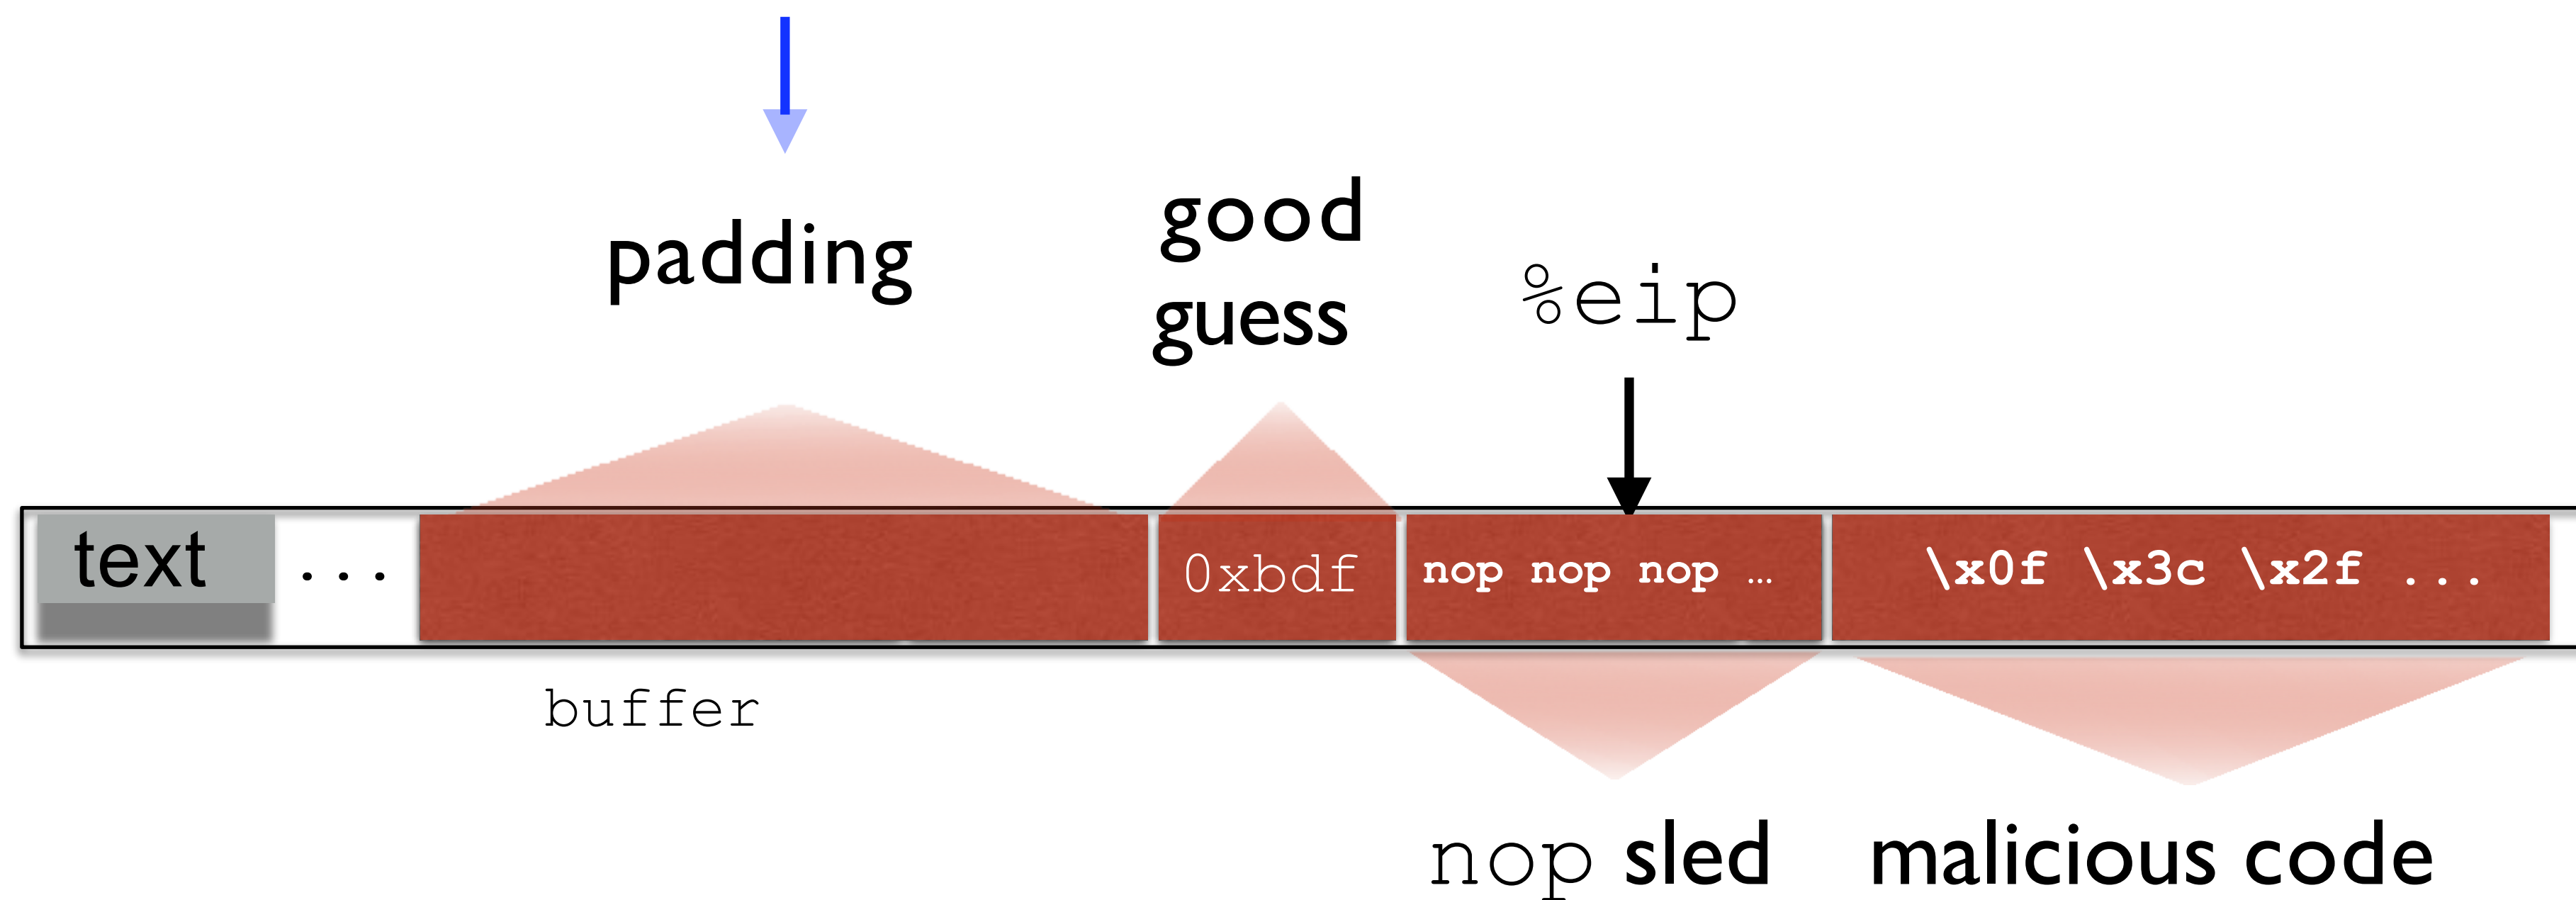 padding
good
guess
%eip
text ... 0xbdf nop nop nop … \x0f \x3c \x2f ...
buffer
nop sled malicious code